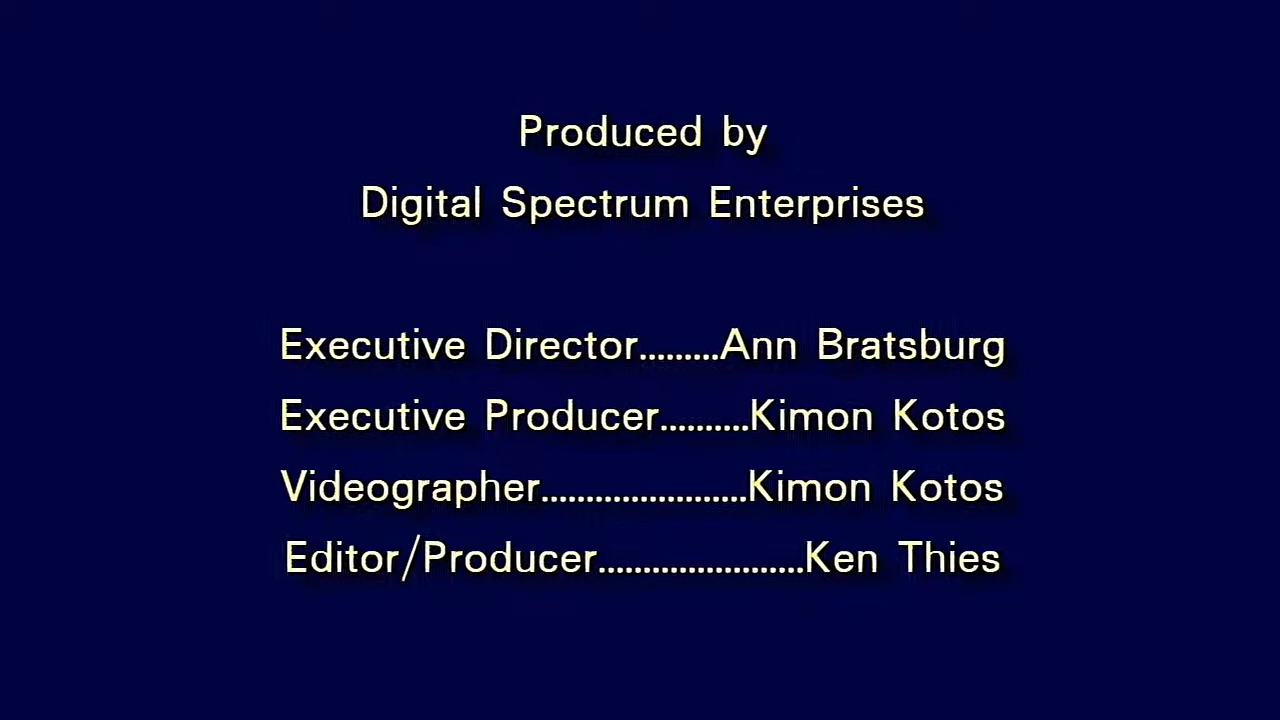 Produced by
Digital Spectrum Enterprises
Executive Director.........Ann Bratsburg
Executive Producer..........Kimon Kotos
Videographer.......................Kimon Kotos
Editor/Producer.......................Ken Thies